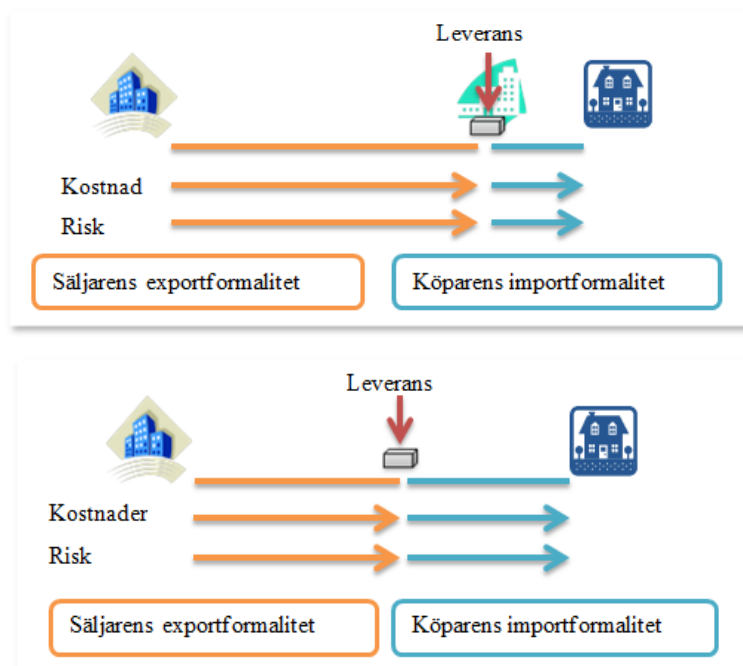 Leverans
Kostnad
Risk
Säljarens exportformalitet
Köparens importformalitet
Leverans
Kostnader
Risk
Säljarens exportformalitet
Köparens importformalitet